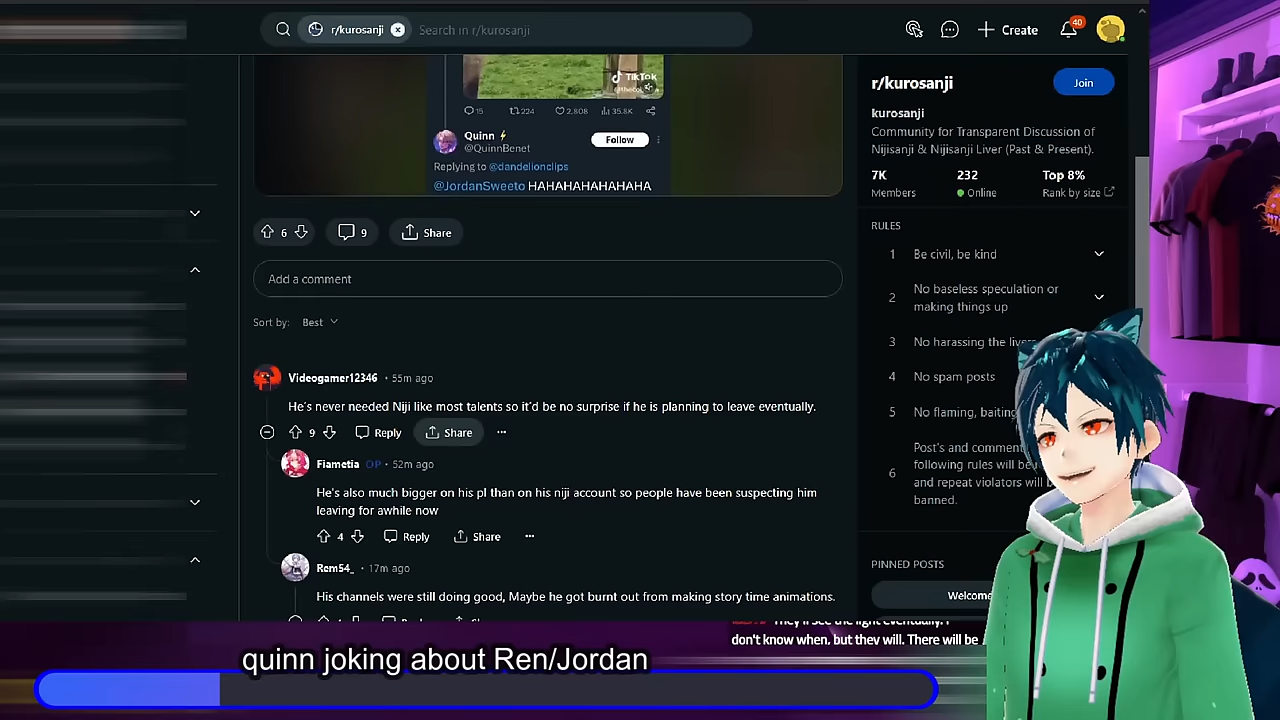 r/kurosanji
Search in r/kurosanji
Create
40
TikTok
15 224 2,808 35.8K
Quinn
@QuinnBenet
Follow
Replying to @dandelionclips
@JordanSweeto HAHAHAHAHAHAHA
6
9
Share
Add a comment
Sort by: Best
Videogamer12346 • 55m ago
He's never needed Niji like most talents so it'd be no surprise if he is planning to leave eventually.
9 Reply Share
Fiametia OP • 52m ago
He's also much bigger on his pl than on his niji account so people have been suspecting him
leaving for awhile now
4 Reply Share
Rem54_ • 17m ago
His channels were still doing good, Maybe he got burnt out from making story time animations.
r/kurosanji
Join
kurosanji
Community for Transparent Discussion of
Nijisanji & Nijisanji Liver (Past & Present).
7K 232 Top 8%
Members Online Rank by size
RULES
1 Be civil, be kind
2 No baseless speculation or
making things up
3 No harassing the
4 No spam posts
5 No flaming, baiting
6 Post's and comment
following rules will be
and repeat violators will
banned.
PINNED POSTS
Welcome
They'll see the light eventually. I
don't know when, but they will. There will be
quinn joking about Ren/Jordan